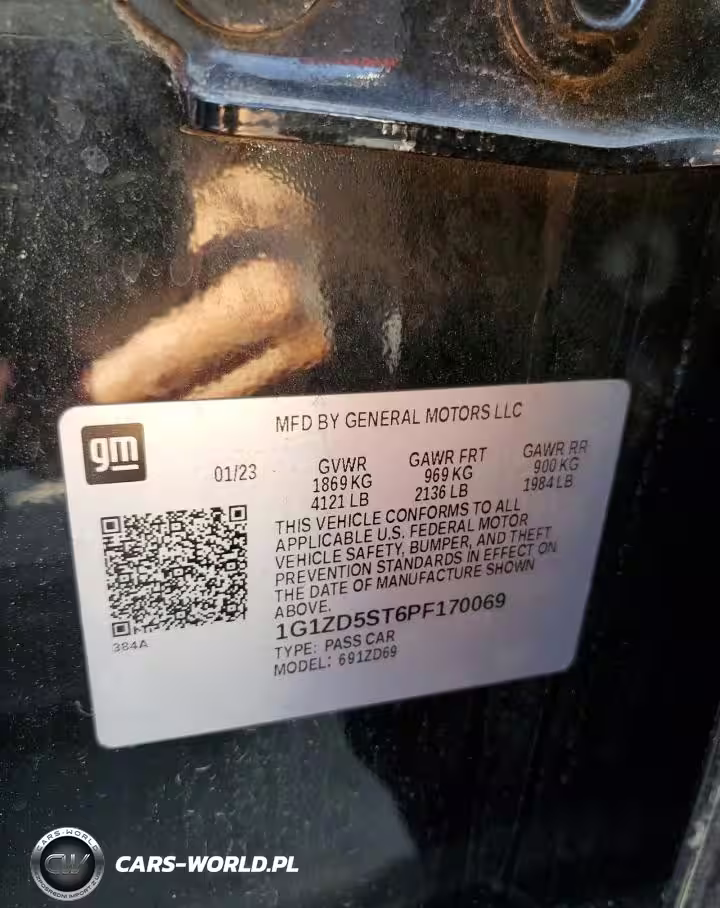 MFD BY GENERAL MOTORS LLC
gm
01/23
GVWR GAWR FRT GAWR RR
1869 KG 969 KG 900 KG
4121 LB 2136 LB 1984 LB
THIS VEHICLE CONFORMS TO ALL
APPLICABLE U.S. FEDERAL MOTOR
VEHICLE SAFETY, BUMPER, AND THEFT
PREVENTION STANDARDS IN EFFECT ON
THE DATE OF MANUFACTURE SHOWN
ABOVE.
1G1ZD5ST6PF170069
TYPE: PASS CAR
MODEL: 691ZD69
384A
CARS-WORLD
CW
CARS-WORLD.PL